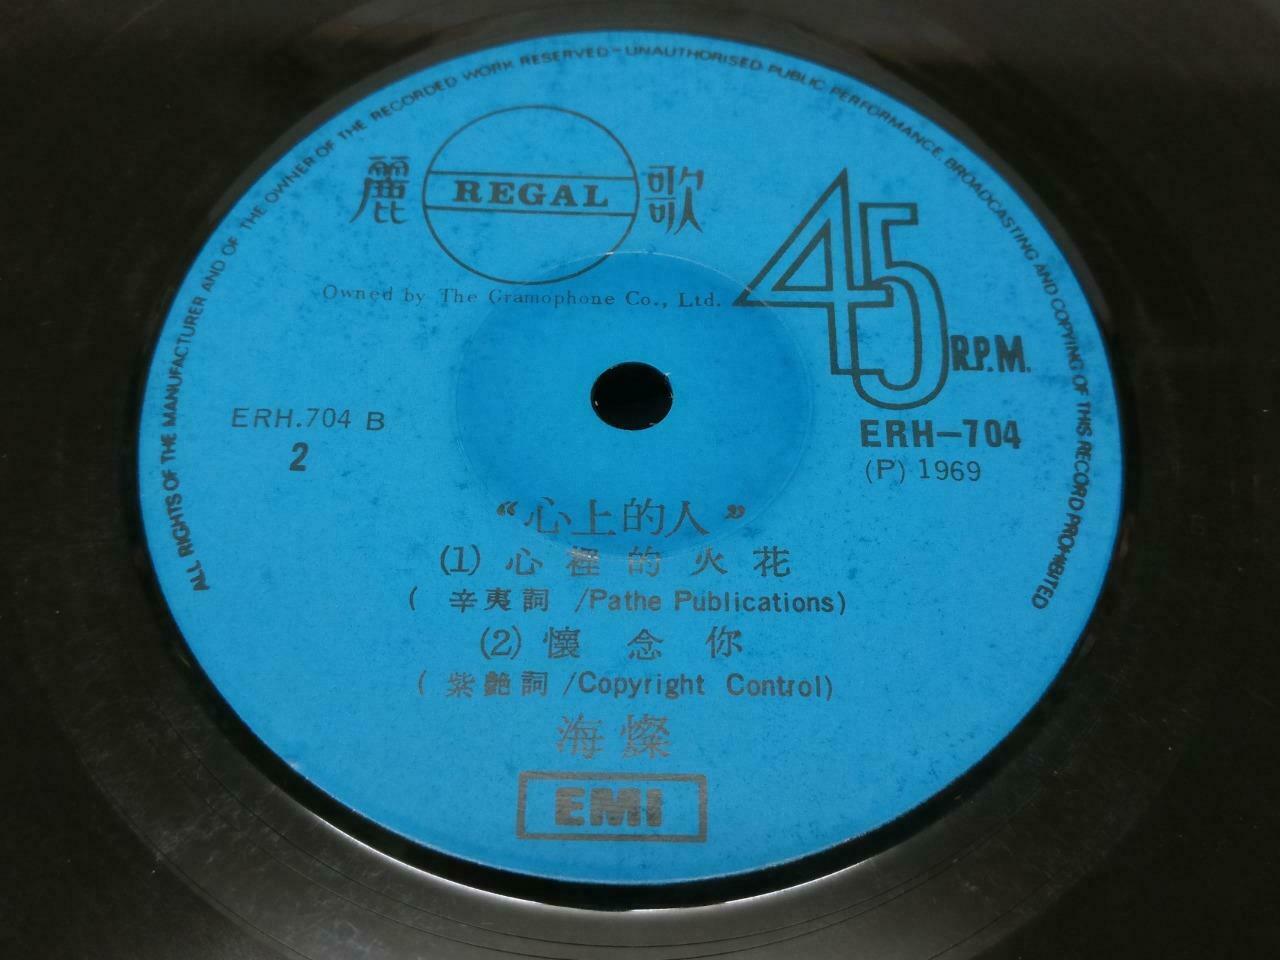 ALL RIGHTS OF THE MANUFACTURER AND OF THE OWNER OF THE RECORDED WORK RESERVED – UNAUTHORISED PUBLIC PERFORMANCE, BROADCASTING AND COPYING OF THIS RECORD PROHIBITED
麗 REGAL 歌
Owned by The Gramophone Co., Ltd.
45 R.P.M.
ERH.704 B
2
ERH–704
(P) 1969
“心上的人”
(1) 心裡的火花
( 辛夷詞 /Pathe Publications)
(2) 懷念你
( 紫艷詞 /Copyright Control)
海燦
EMI